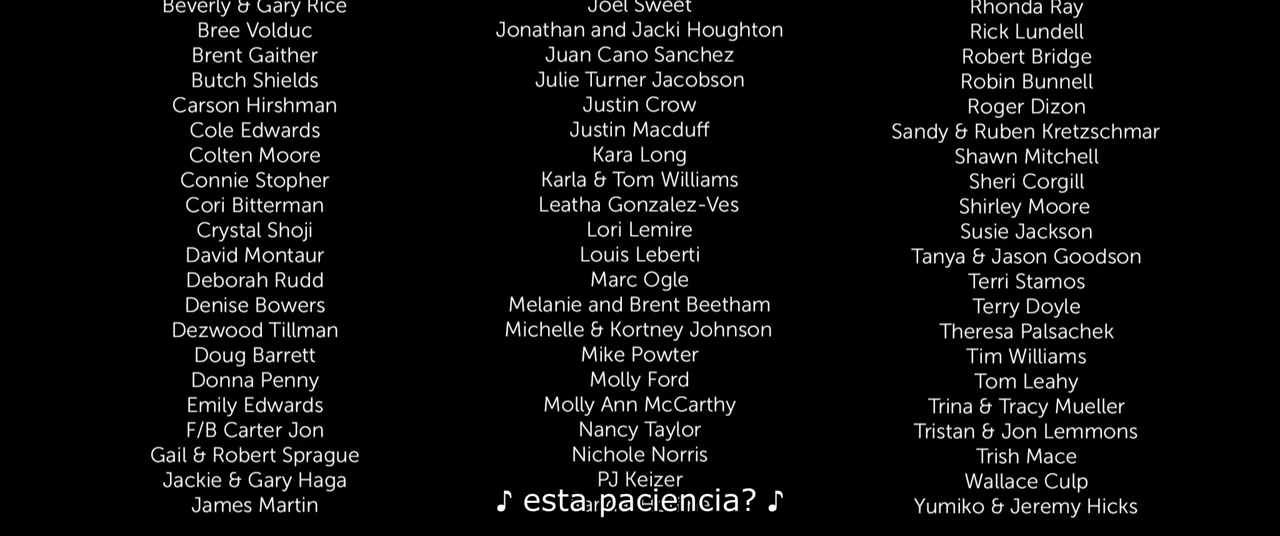 Beverly & Gary Rice
Bree Volduc
Brent Gaither
Butch Shields
Carson Hirshman
Cole Edwards
Colten Moore
Connie Stopher
Cori Bitterman
Crystal Shoji
David Montaur
Deborah Rudd
Denise Bowers
Dezwood Tillman
Doug Barrett
Donna Penny
Emily Edwards
F/B Carter Jon
Gail & Robert Sprague
Jackie & Gary Haga
James Martin
Joel Sweet
Jonathan and Jacki Houghton
Juan Cano Sanchez
Julie Turner Jacobson
Justin Crow
Justin Macduff
Kara Long
Karla & Tom Williams
Leatha Gonzalez-Ves
Lori Lemire
Louis Leberti
Marc Ogle
Melanie and Brent Beetham
Michelle & Kortney Johnson
Mike Powter
Molly Ford
Molly Ann McCarthy
Nancy Taylor
Nichole Norris
PJ Keizer
Rhonda Ray
Rick Lundell
Robert Bridge
Robin Bunnell
Roger Dizon
Sandy & Ruben Kretzschmar
Shawn Mitchell
Sheri Corgill
Shirley Moore
Susie Jackson
Tanya & Jason Goodson
Terri Stamos
Terry Doyle
Theresa Palsachek
Tim Williams
Tom Leahy
Trina & Tracy Mueller
Tristan & Jon Lemmons
Trish Mace
Wallace Culp
Yumiko & Jeremy Hicks
♪ esta paciencia? ♪